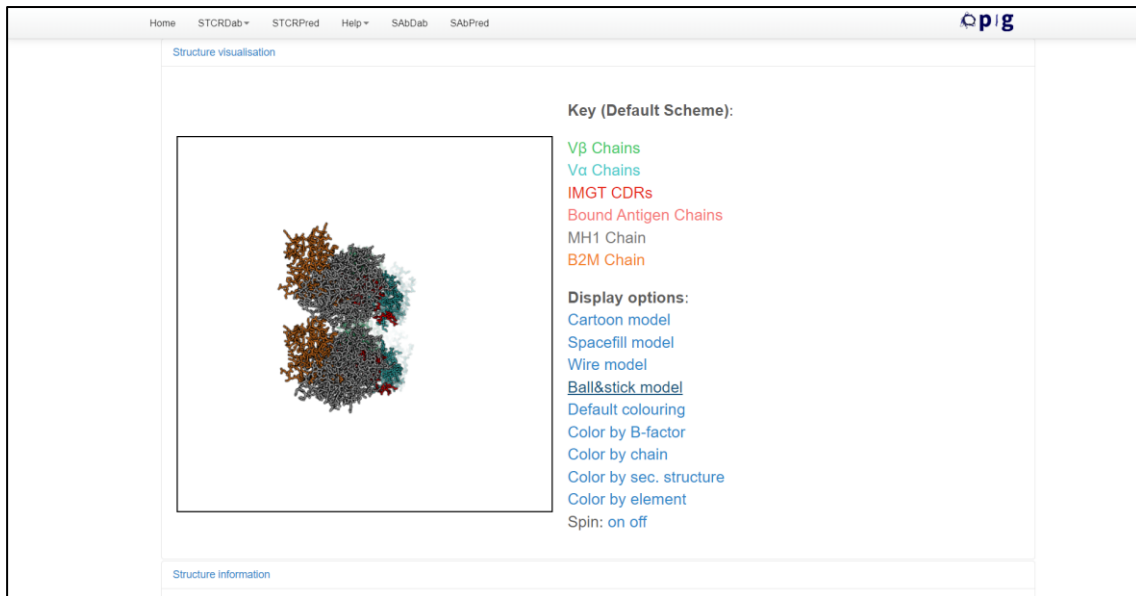 Home STCRDab STCRPred Help SAbDab SAbPred opig
Structure visualisation
Key (Default Scheme):
Vβ Chains
Vα Chains
IMGT CDRs
Bound Antigen Chains
MH1 Chain
B2M Chain
Display options:
Cartoon model
Spacefill model
Wire model
Ball&stick model
Default colouring
Color by B-factor
Color by chain
Color by sec. structure
Color by element
Spin: on off
Structure information